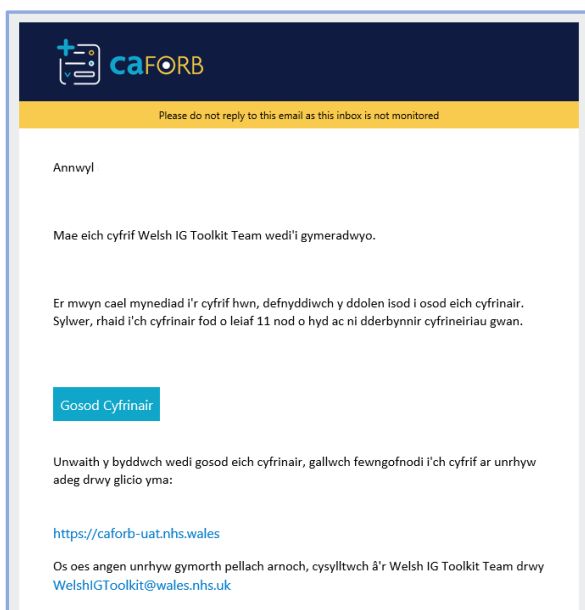 caFORB
Please do not reply to this email as this inbox is not monitored
Annwyl
Mae eich cyfrif Welsh IG Toolkit Team wedi'i gymeradwyo.
Er mwyn cael mynediad i'r cyfrif hwn, defnyddiwch y ddolen isod i osod eich cyfrinair.
Sylwer, rhaid i'ch cyfrinair fod o leiaf 11 nod o hyd ac ni dderbynnir cyfrineiriau gwan.
Gosod Cyfrinair
Unwaith y byddwch wedi gosod eich cyfrinair, gallwch fewngofnodi i'ch cyfrif ar unrhyw
adeg drwy glicio yma:
https://caforb-uat.nhs.wales
Os oes angen unrhyw gymorth pellach arnoch, cysylltwch â'r Welsh IG Toolkit Team drwy
WelshIGToolkit@wales.nhs.uk